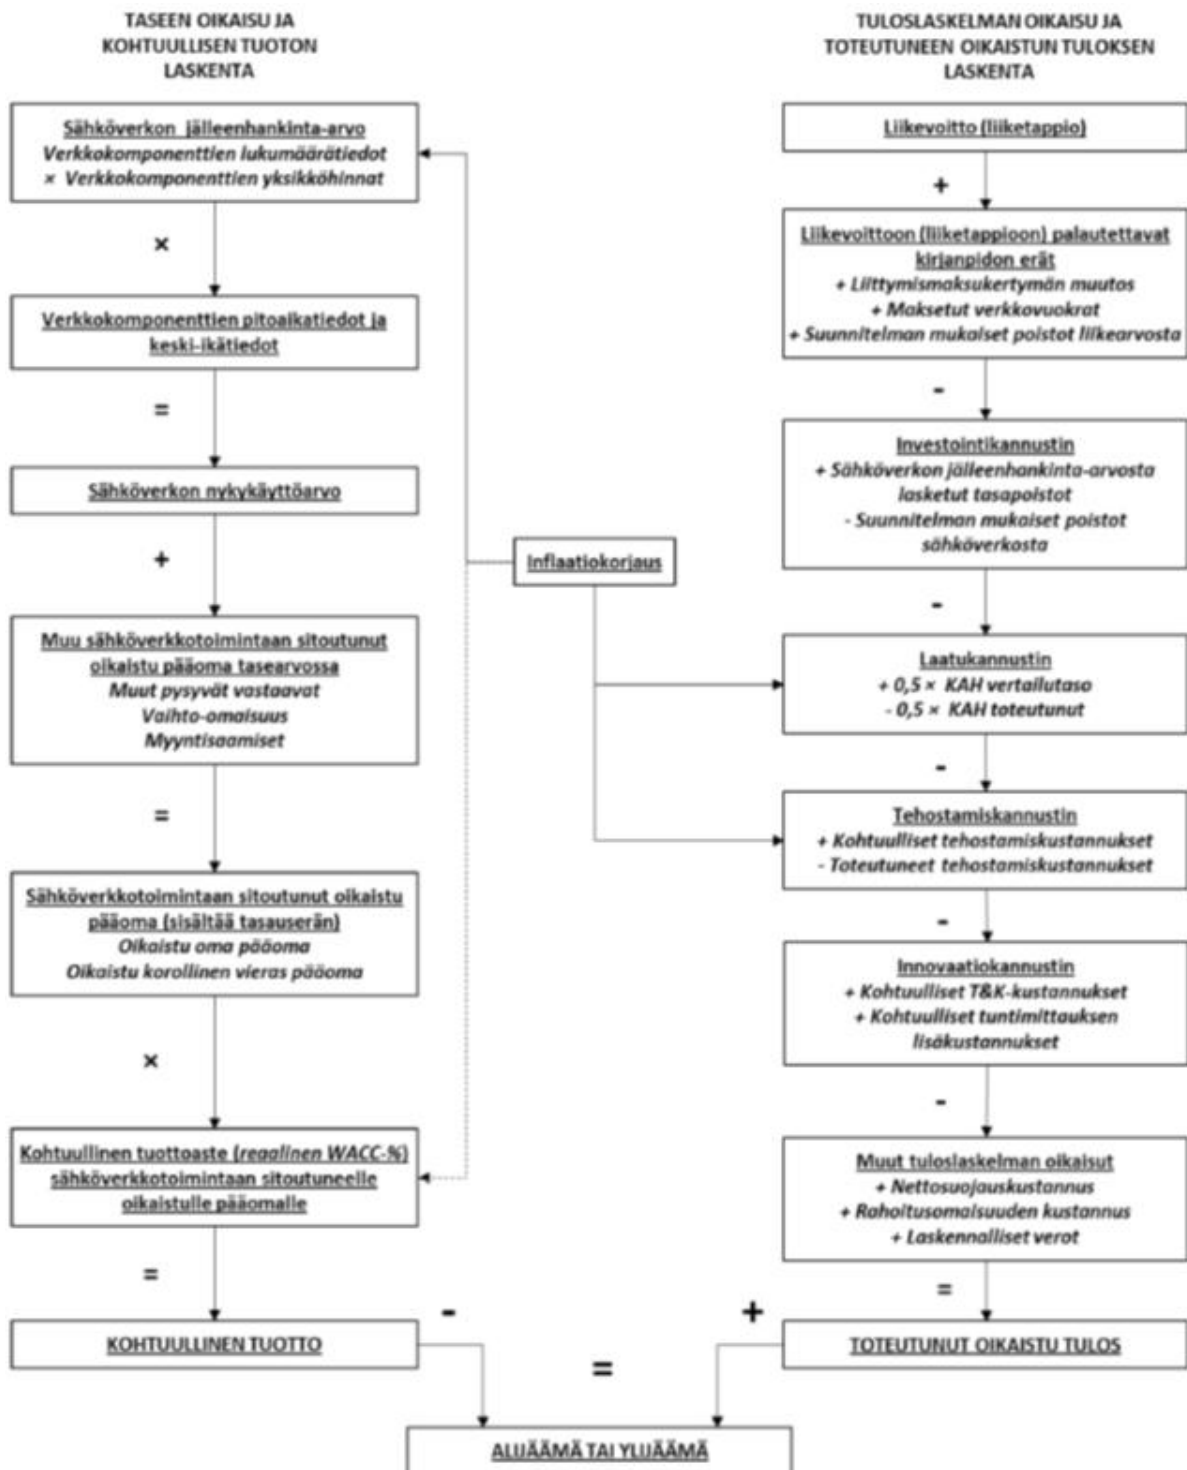 TASEEN OIKAISU JA
KOHTUULLISEN TUOTON
LASKENTA
Sähköverkon jälleenhankinta-arvo
Verkkokomponenttien lukumäärätiedot
× Verkkokomponenttien yksikköhinnat
×
Verkkokomponenttien pitoaikatiedot ja
keski-ikätiedot
=
Sähköverkon nykykäyttöarvo
+
Muu sähköverkkotoimintaan sitoutunut
oikaistu pääoma tasearvossa
Muut pysyvät vastaavat
Vaihto-omaisuus
Myyntisaamiset
=
Sähköverkkotoimintaan sitoutunut oikaistu
pääoma (sisältää tasauserän)
Oikaistu oma pääoma
Oikaistu korollinen vieras pääoma
×
Kohtuullinen tuottoaste (reaalinen WACC-%)
sähköverkkotoimintaan sitoutuneelle
oikaistulle pääomalle
=
KOHTUULLINEN TUOTTO
-
Inflaatiokorjaus
TULOSLASKELMAN OIKAISU JA
TOTEUTUNEEN OIKAISTUN TULOKSEN
LASKENTA
Liikevoitto (liiketappio)
+
Liikevoittoon (liiketappioon) palautettavat
kirjanpidon erät
+ Liittymismaksukertymän muutos
+ Maksetut verkkovuokrat
+ Suunnitelman mukaiset poistot liikearvosta
-
Investointikannustin
+ Sähköverkon jälleenhankinta-arvosta
lasketut tasapoistot
- Suunnitelman mukaiset poistot
sähköverkosta
-
Laatukannustin
+ 0,5 × KAH vertailutaso
- 0,5 × KAH toteutunut
-
Tehostamiskannustin
+ Kohtuulliset tehostamiskustannukset
- Toteutuneet tehostamiskustannukset
-
Innovaatiokannustin
+ Kohtuulliset T&K-kustannukset
+ Kohtuulliset tuntimittauksen
lisäkustannukset
-
Muut tuloslaskelman oikaisut
+ Nettosuojauskustannus
+ Rahoitusomaisuuden kustannus
+ Laskennalliset verot
=
TOTEUTUNUT OIKAISTU TULOS
+
=
ALIJÄÄMÄ TAI YLIJÄÄMÄ